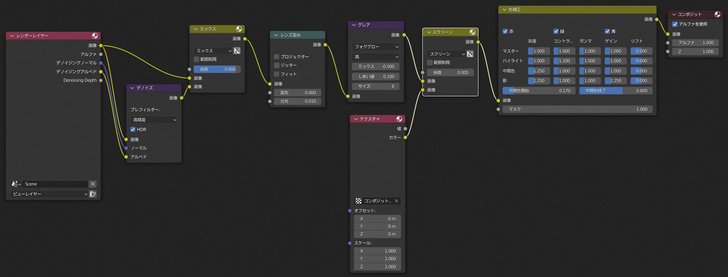 レンダーレイヤー
画像
アルファ
デノイジングノーマル
デノイジングアルベド
Denoising Depth
Scene
ビューレイヤー
デノイズ
画像
プレフィルター:
高精度
HDR
画像
ノーマル
アルベド
ミックス
画像
ミックス
範囲制限
係数 0.900
画像
画像
レンズ歪み
画像
プロジェクター
ジッター
フィット
画像
歪形 0.000
分光 0.010
グレア
画像
フォググロー
高
ミックス 0.500
しきい値 0.100
サイズ 8
画像
テクスチャ
値
カラー
コンポジット..
オフセット:
X 0 m
Y 0 m
Z 0 m
スケール:
X 1.000
Y 1.000
Z 1.000
スクリーン
画像
スクリーン
範囲制限
係数 0.005
画像
画像
色補正
画像
赤 緑 青
彩度 コントラ.. ガンマ ゲイン リフト
マスター 1.000 1.000 1.000 1.000 0.000
ハイライト 1.000 1.000 1.000 1.000 0.000
中間色 1.250 1.000 1.000 1.250 0.000
影 1.250 1.000 1.000 1.250 0.000
中間色開始 0.170 中間色終了 0.600
画像
マスク 1.000
コンポジット
アルファを使用
画像
アルファ 1.000
Z 1.000